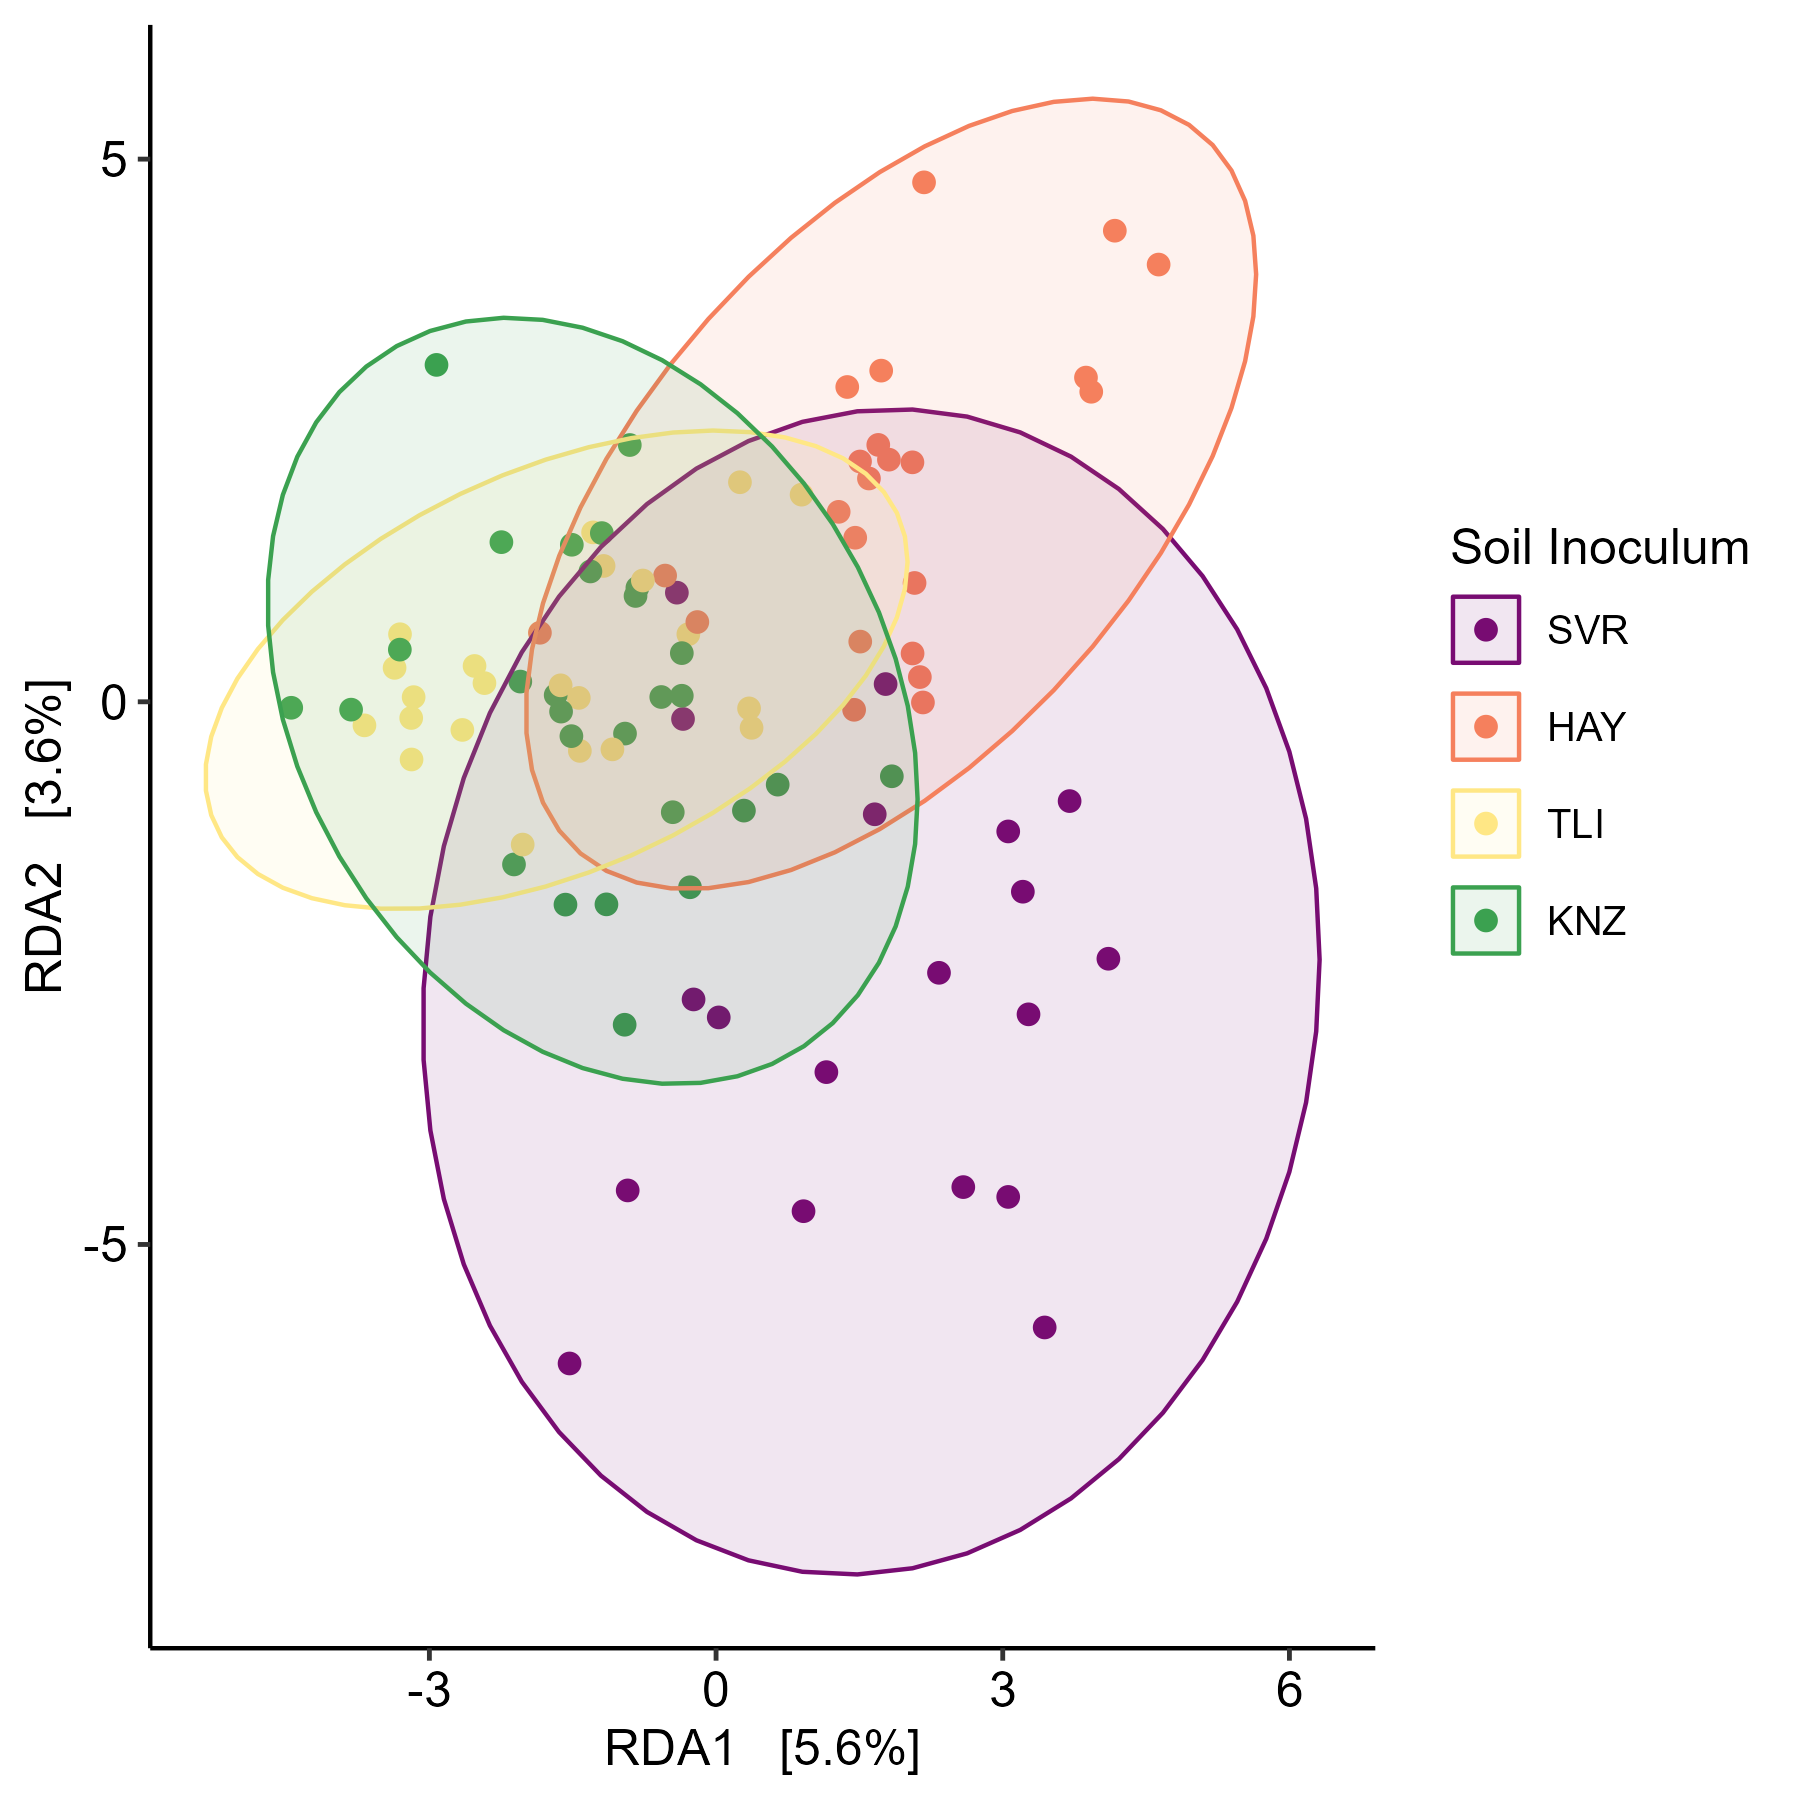 5
0
-5
RDA2 [3.6%]
-3 0 3 6
RDA1 [5.6%]
Soil Inoculum
SVR
HAY
TLI
KNZ